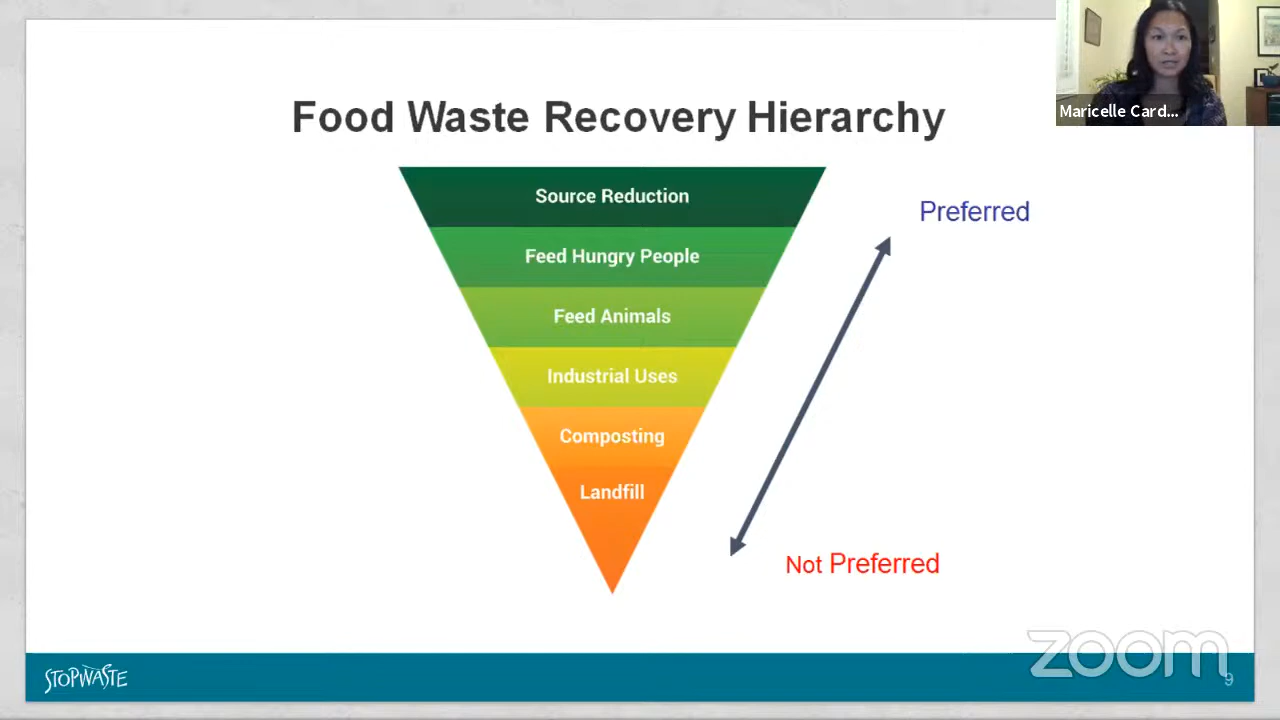 Maricelle Card...
Food Waste Recovery Hierarchy
Source Reduction
Preferred
Feed Hungry People
Feed Animals
Industrial Uses
Composting
Landfill
Not Preferred
zoom
STOPWASTE
9